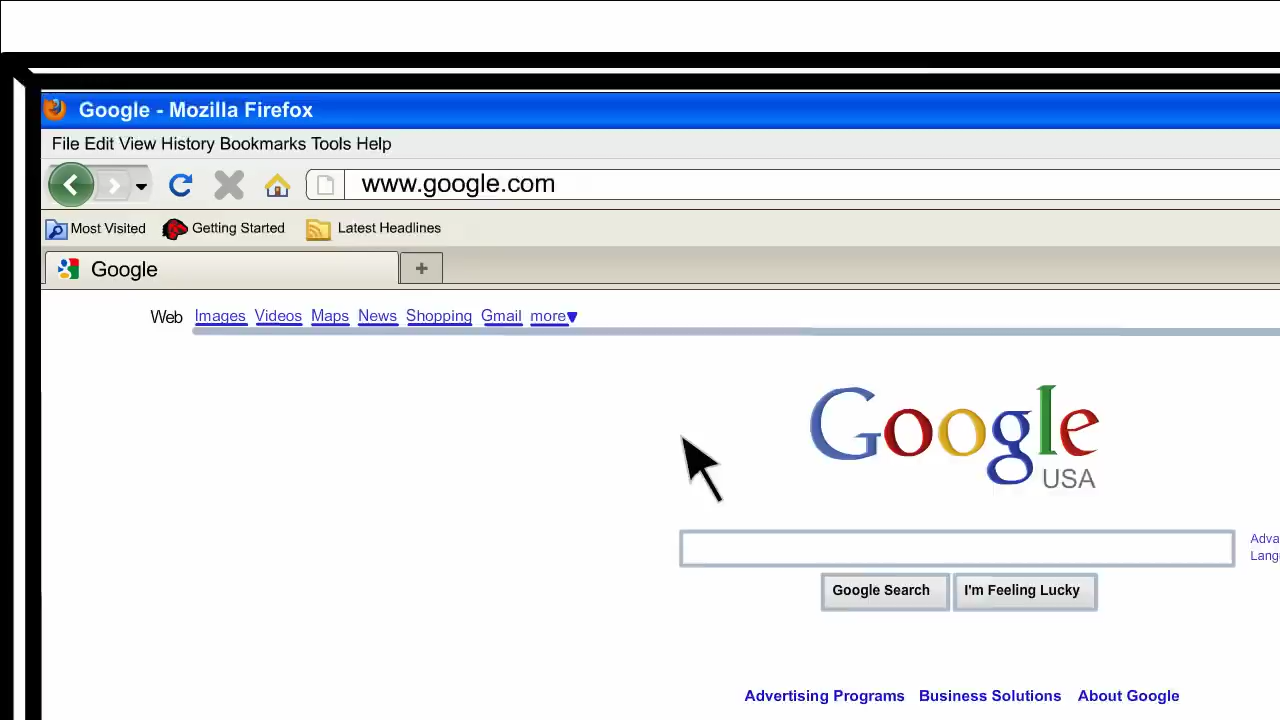 Google - Mozilla Firefox
File Edit View History Bookmarks Tools Help
www.google.com
Most Visited Getting Started Latest Headlines
Google +
Web Images Videos Maps News Shopping Gmail more▼
Google
USA
Google Search I'm Feeling Lucky
Advertising Programs Business Solutions About Google